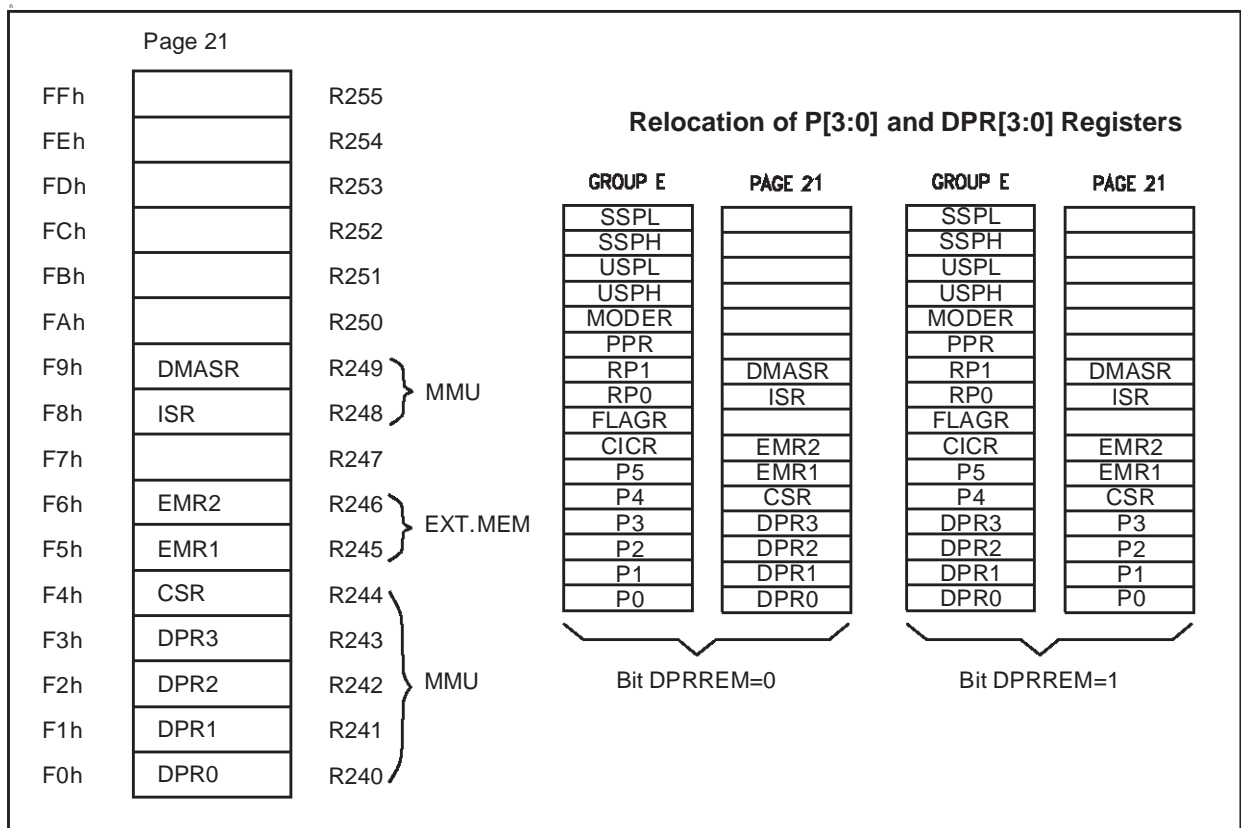 Page 21
FFh R255
FEh R254
FDh R253
FCh R252
FBh R251
FAh R250
F9h DMASR R249
F8h ISR R248
MMU
F7h R247
F6h EMR2 R246
F5h EMR1 R245
EXT.MEM
F4h CSR R244
F3h DPR3 R243
F2h DPR2 R242
F1h DPR1 R241
F0h DPR0 R240
MMU
Relocation of P[3:0] and DPR[3:0] Registers
GROUP E PAGE 21 GROUP E PAGE 21
SSPL SSPL
SSPH SSPH
USPL USPL
USPH USPH
MODER MODER
PPR PPR
RP1 DMASR RP1 DMASR
RP0 ISR RP0 ISR
FLAGR FLAGR
CICR EMR2 CICR EMR2
P5 EMR1 P5 EMR1
P4 CSR P4 CSR
P3 DPR3 DPR3 P3
P2 DPR2 DPR2 P2
P1 DPR1 DPR1 P1
P0 DPR0 DPR0 P0
Bit DPRREM=0 Bit DPRREM=1